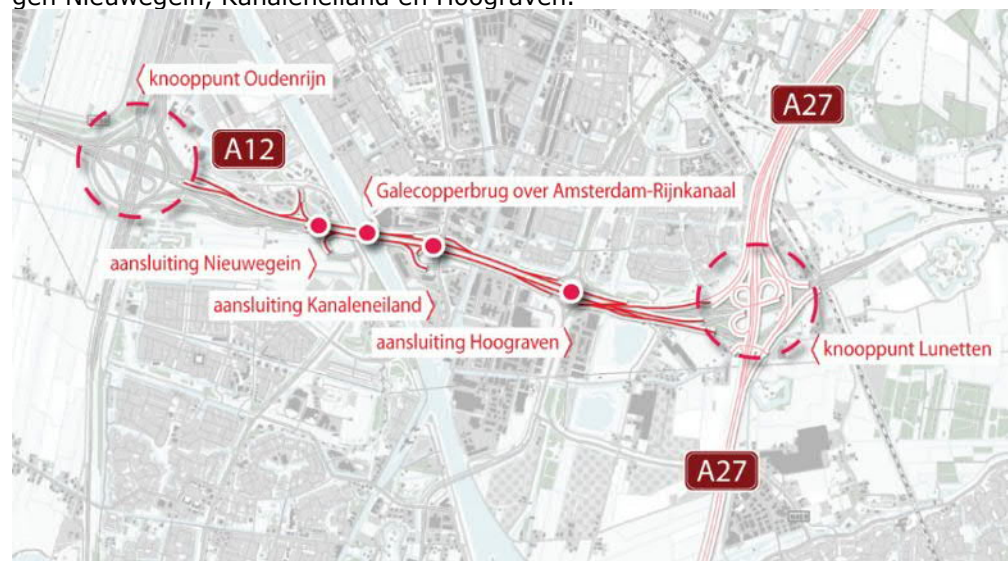 gen Nieuwegein, Kanaleneiland en Hoograven.
knooppunt Oudenrijn
A27
A12
Galecopperbrug over Amsterdam-Rijnkanaal
aansluiting Nieuwegein
aansluiting Kanaleneiland
aansluiting Hoograven
knooppunt Lunetten
A27